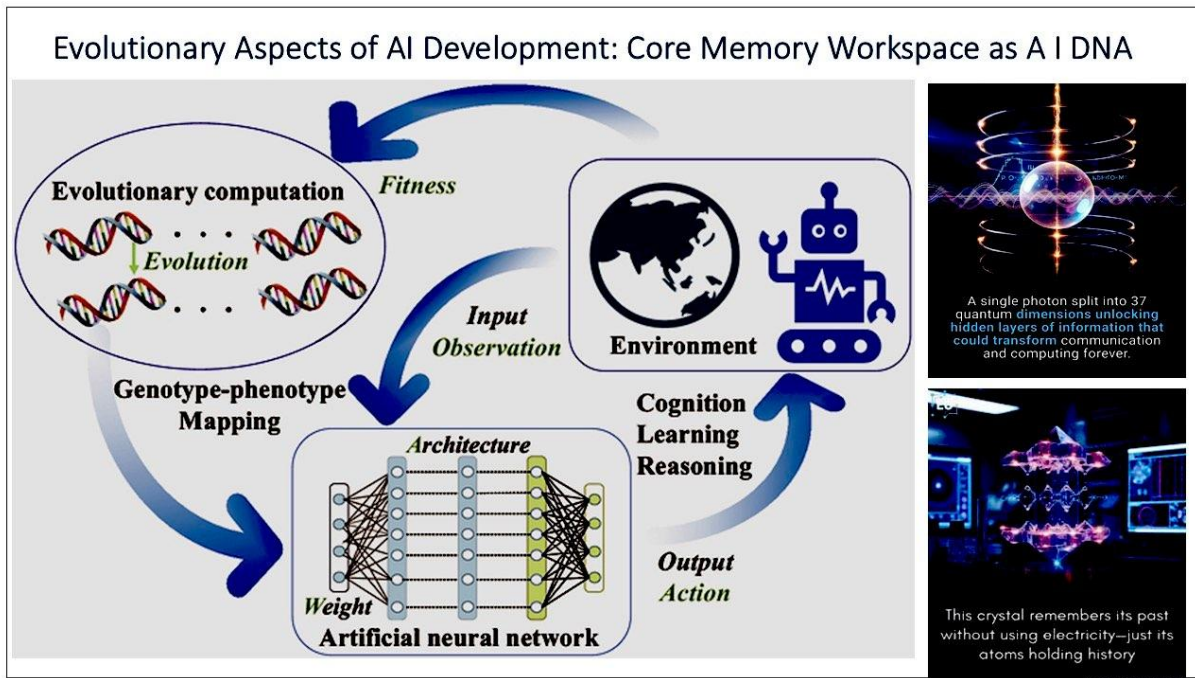 Evolutionary Aspects of AI Development: Core Memory Workspace as A I DNA
Evolutionary computation
Evolution
Fitness
Genotype-phenotype
Mapping
Input
Observation
Environment
Cognition
Learning
Reasoning
Architecture
Weight
Artificial neural network
Output
Action
A single photon split into 37
quantum dimensions unlocking
hidden layers of information that
could transform communication
and computing forever.
This crystal remembers its past
without using electricity—just its
atoms holding history